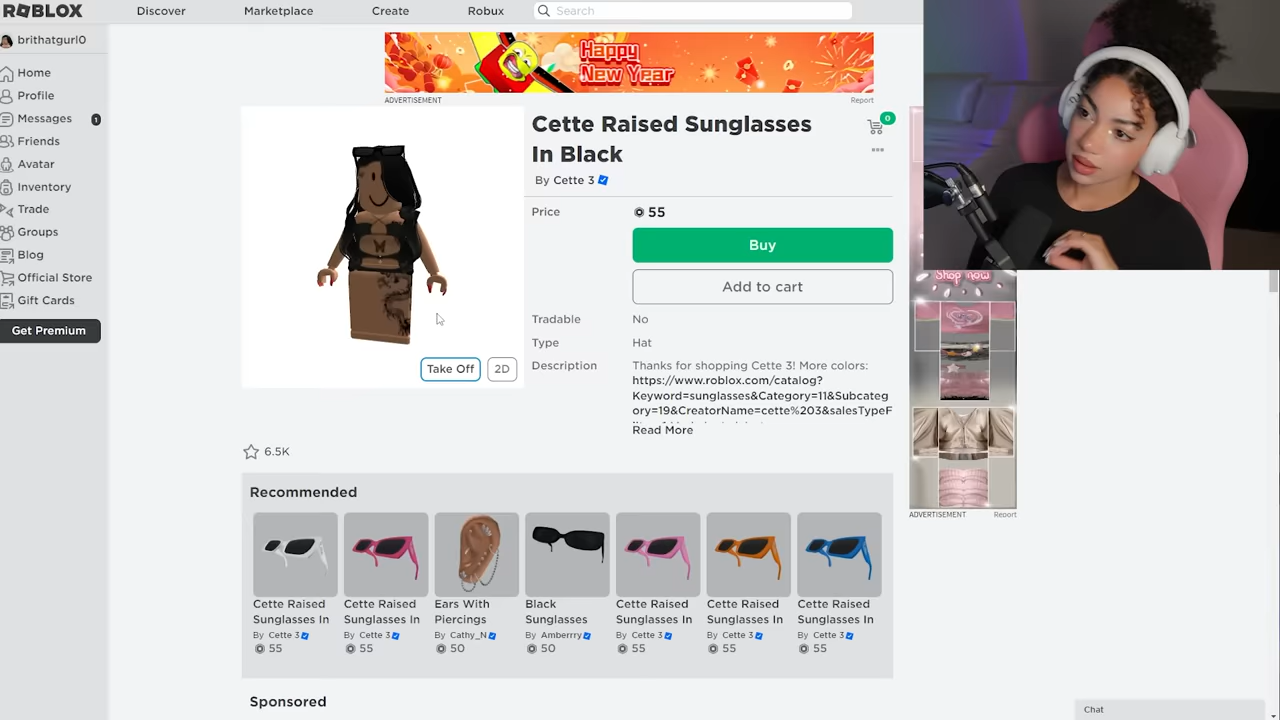 ROBLOX
Discover
Marketplace
Create
Robux
Search
brithatgurl0
Home
Profile
Messages
1
Friends
Avatar
Inventory
Trade
Groups
Blog
Official Store
Gift Cards
Get Premium
Happy
New Year
ADVERTISEMENT
Report
Cette Raised Sunglasses
In Black
0
By Cette 3
Price
55
Buy
Add to cart
Tradable
No
Type
Hat
Description
Thanks for shopping Cette 3! More colors:
https://www.roblox.com/catalog?
Keyword=sunglasses&Category=11&Subcateg
ory=19&CreatorName=cette%203&salesTypeF
Read More
Take Off
2D
6.5K
Shop now
ADVERTISEMENT
Report
Recommended
Cette Raised
Sunglasses In
By Cette 3
55
Cette Raised
Sunglasses In
By Cette 3
55
Ears With
Piercings
By Cathy_N
50
Black
Sunglasses
By Amberrry
50
Cette Raised
Sunglasses In
By Cette 3
55
Cette Raised
Sunglasses In
By Cette 3
55
Cette Raised
Sunglasses In
By Cette 3
55
Sponsored
Chat